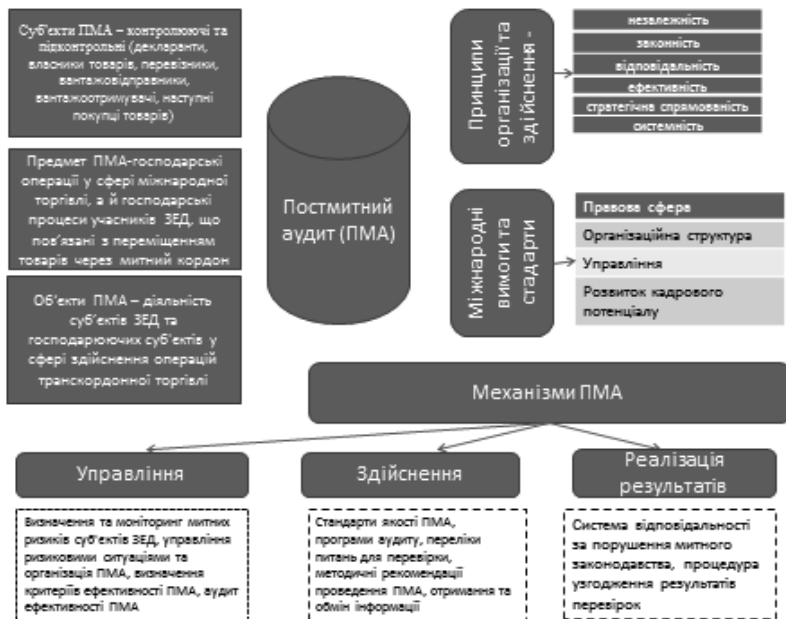 Суб'єкти ПМА – контролюючі та
підконтрольні (декларанти,
власники товарів, перевізники,
вантажовідправники,
вантажоотримувачі, наступні
покупці товарів)
Предмет ПМА-господарські
операції у сфері міжнародної
торгівлі, а й господарські
процеси учасників ЗЕД, що
пов'язані з переміщенням
товарів через митний кордон
Об'єкти ПМА – діяльність
суб'єктів ЗЕД та
господарюючих суб'єктів у
сфері здійснення операцій
транскордонної торгівлі
Постмитний
аудит (ПМА)
Принципи
організації та
здійснення -
незалежність
законність
відповідальність
ефективність
стратегічна спрямованість
системність
Міжнародні
вимоги та
стадарти
Правова сфера
Організаційна структура
Управління
Розвиток кадрового
потенціалу
Механізми ПМА
Управління
Визначення та моніторинг митних
ризиків суб'єктів ЗЕД, управління
ризиковими ситуаціями та
організація ПМА, визначення
критеріїв ефективності ПМА, аудит
ефективності ПМА
Здійснення
Стандарти якості ПМА,
програми аудиту, переліки
питань для перевірки,
методичні рекомендації
проведення ПМА, отримання та
обмін інформації
Реалізація
результатів
Система відповідальності
за порушення митного
законодавства, процедура
узгодження результатів
перевірок